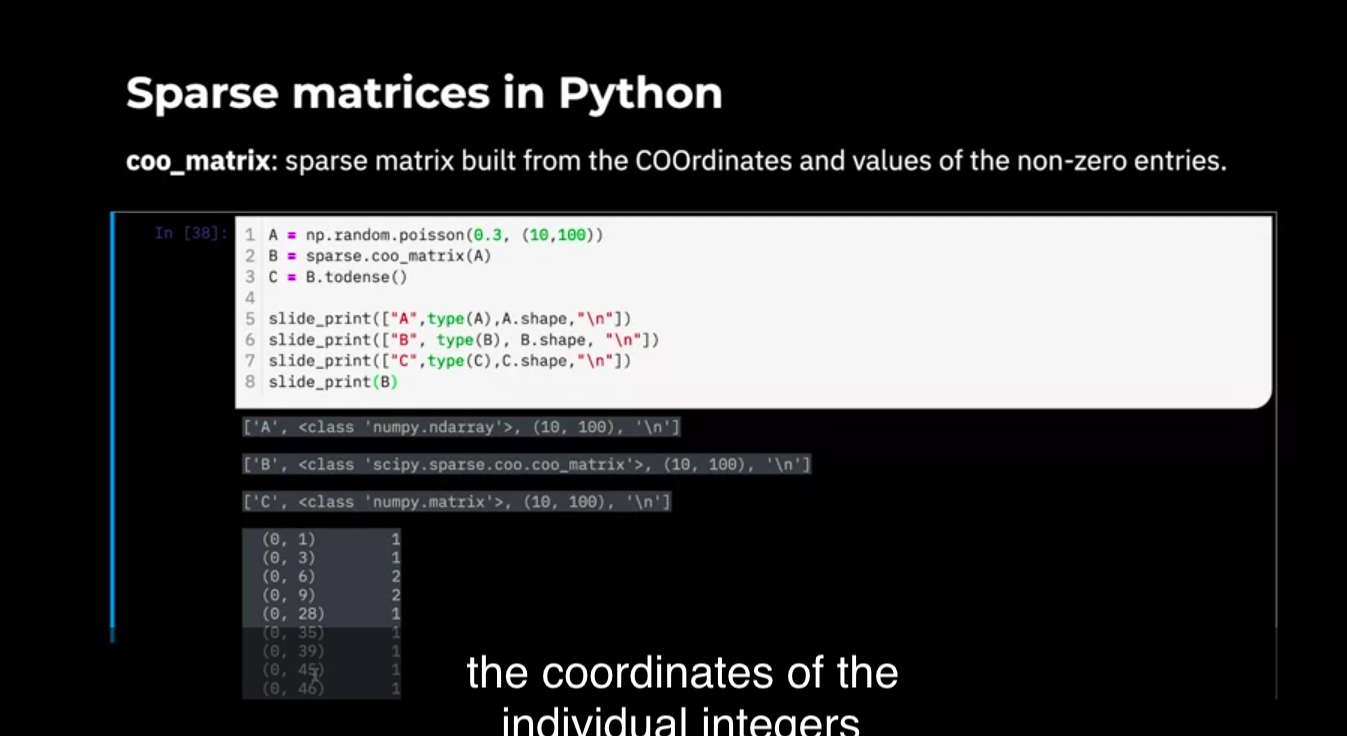 Sparse matrices in Python
coo_matrix: sparse matrix built from the COOrdinates and values of the non-zero entries.
In [38]:
1 A = np.random.poisson(0.3, (10,100))
2 B = sparse.coo_matrix(A)
3 C = B.todense()
4
5 slide_print(["A",type(A),A.shape,"\n"])
6 slide_print(["B", type(B), B.shape, "\n"])
7 slide_print(["C",type(C),C.shape,"\n"])
8 slide_print(B)
['A', <class 'numpy.ndarray'>, (10, 100), '\n']
['B', <class 'scipy.sparse.coo.coo_matrix'>, (10, 100), '\n']
['C', <class 'numpy.matrix'>, (10, 100), '\n']
(0, 1) 1
(0, 3) 1
(0, 6) 2
(0, 9) 2
(0, 28) 1
(0, 35) 1
(0, 39) 1
(0, 45) 1
(0, 46) 1
the coordinates of the
individual integers